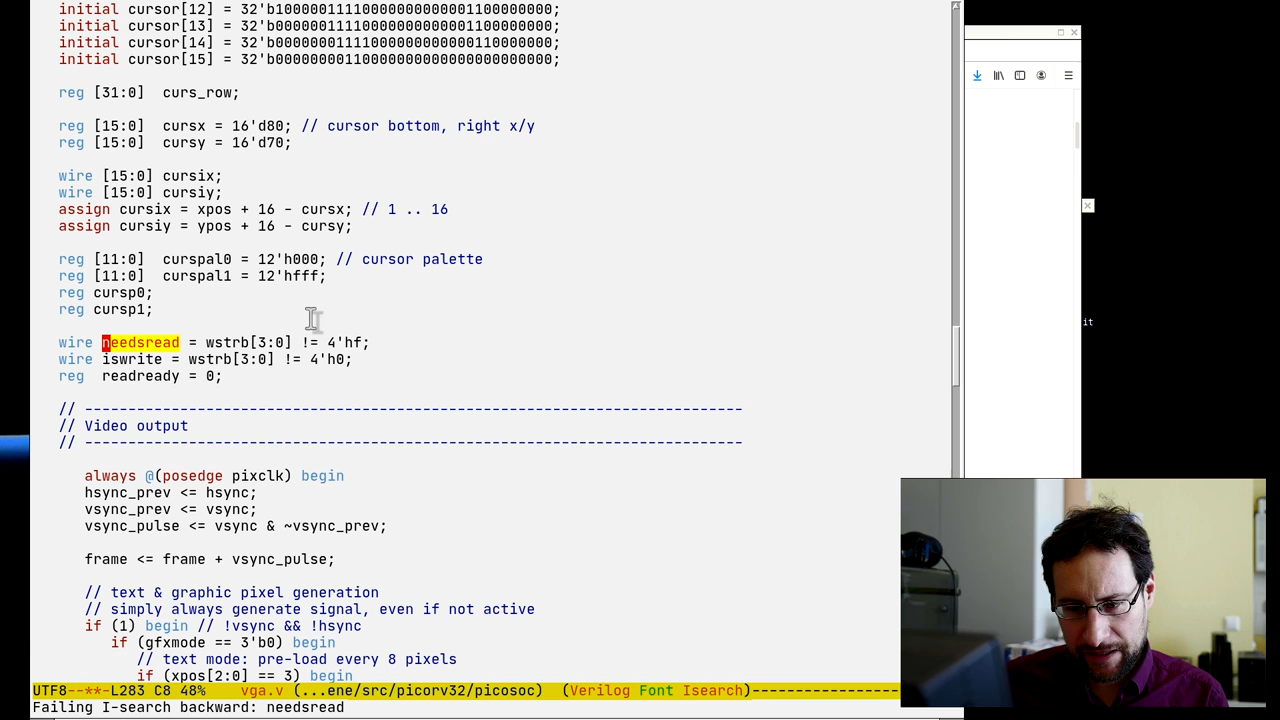 initial cursor[12] = 32'b10000011110000000000001100000000;
initial cursor[13] = 32'b00000011110000000000001100000000;
initial cursor[14] = 32'b00000001111000000000000110000000;
initial cursor[15] = 32'b00000000110000000000000000000000;
reg [31:0]  curs_row;
reg [15:0]  cursx = 16'd80; // cursor bottom, right x/y
reg [15:0]  cursy = 16'd70;
wire [15:0] cursix;
wire [15:0] cursiy;
assign cursix = xpos + 16 - cursx; // 1 .. 16
assign cursiy = ypos + 16 - cursy;
reg [11:0]  curspal0 = 12'h000; // cursor palette
reg [11:0]  curspal1 = 12'hfff;
reg cursp0;
reg cursp1;
it
wire needsread = wstrb[3:0] != 4'hf;
wire iswrite = wstrb[3:0] != 4'h0;
reg  readready = 0;
// ----------------------------------------------------------------------------
// Video output
// ----------------------------------------------------------------------------
always @(posedge pixclk) begin
hsync_prev <= hsync;
vsync_prev <= vsync;
vsync_pulse <= vsync & ~vsync_prev;
frame <= frame + vsync_pulse;
// text & graphic pixel generation
// simply always generate signal, even if not active
if (1) begin // !vsync && !hsync
if (gfxmode == 3'b0) begin
// text mode: pre-load every 8 pixels
if (xpos[2:0] == 3) begin
UTF8--**-L283 C8 48%    vga.v (...ene/src/picorv32/picosoc)  (Verilog Font Isearch)-----------------
Failing I-search backward: needsread